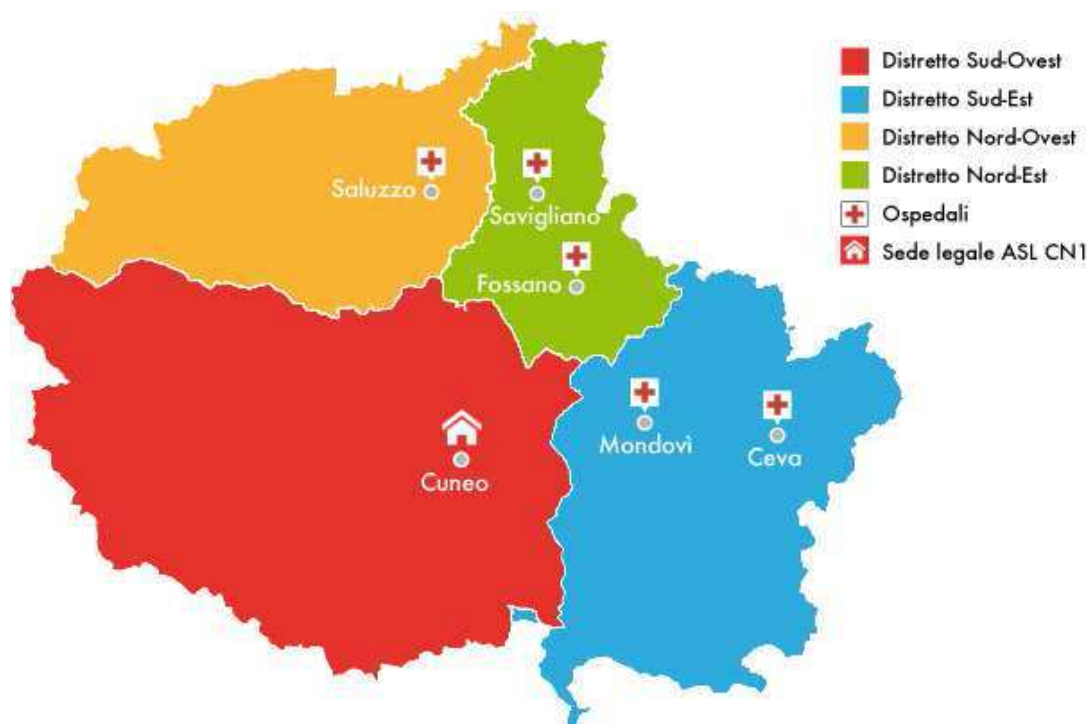 Distretto Sud-Ovest
Distretto Sud-Est
Distretto Nord-Ovest
Distretto Nord-Est
Ospedali
Sede legale ASL CN1
Saluzzo
Savigliano
Fossano
Mondovì
Ceva
Cuneo